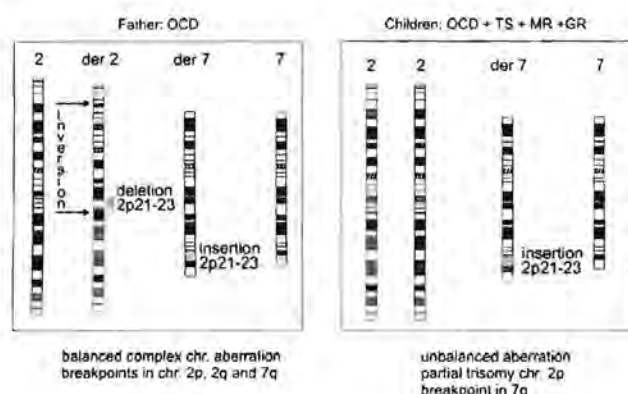 Father: OCD
2 der 2 der 7 7
inversion
deletion
2p21-23
insertion
2p21-23
balanced complex chr. aberration
breakpoints in chr. 2p, 2q and 7q
Children: OCD + TS + MR +GR
2 2 der 7 7
insertion
2p21-23
unbalanced aberration
partial trisomy chr. 2p
breakpoint in 7q